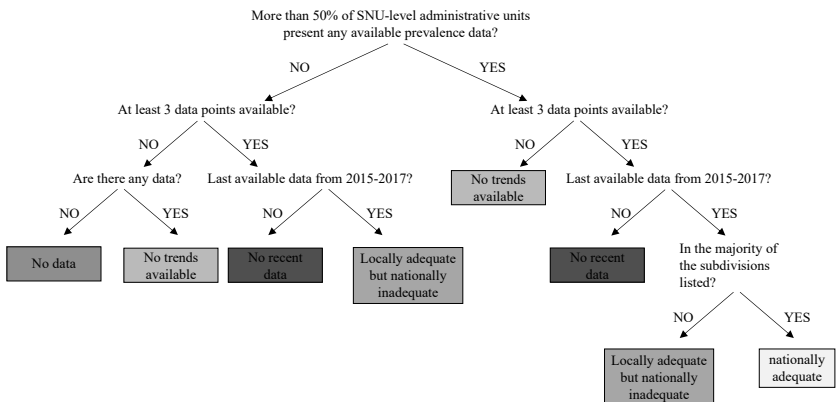 More than 50% of SNU-level administrative units
present any available prevalence data?
NO
YES
At least 3 data points available?
At least 3 data points available?
NO
YES
NO
YES
Are there any data?
Last available data from 2015-2017?
No trends
available
Last available data from 2015-2017?
NO
YES
NO
YES
NO
YES
No data
No trends
available
No recent
data
Locally adequate
but nationally
inadequate
No recent
data
In the majority of
the subdivisions
listed?
NO
YES
Locally adequate
but nationally
inadequate
nationally
adequate